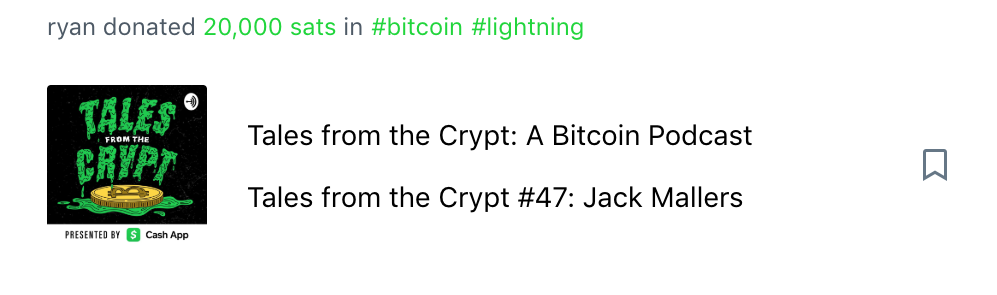 ryan donated 20,000 sats in #bitcoin #lightning
TALES
FROM THE
CRYPT
PRESENTED BY $ Cash App
Tales from the Crypt: A Bitcoin Podcast
Tales from the Crypt #47: Jack Mallers